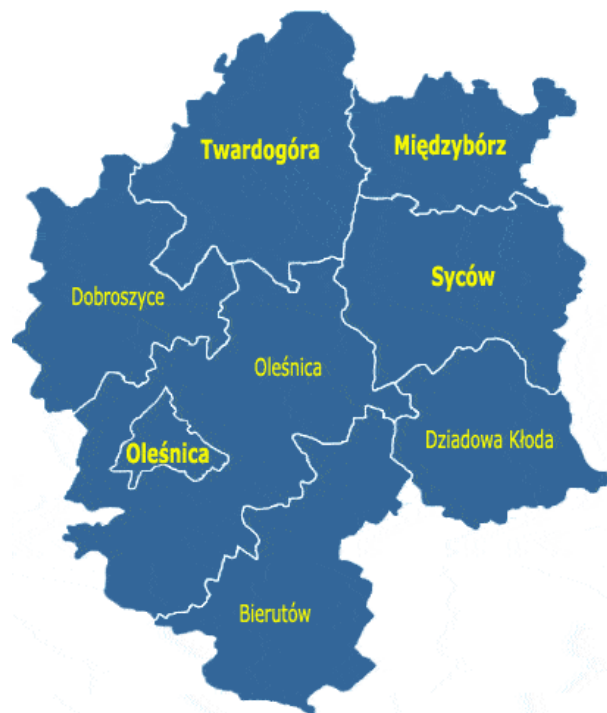 Twardogóra
Międzybórz
Syców
Dobroszyce
Oleśnica
Oleśnica
Dziadowa Kłoda
Bierutów